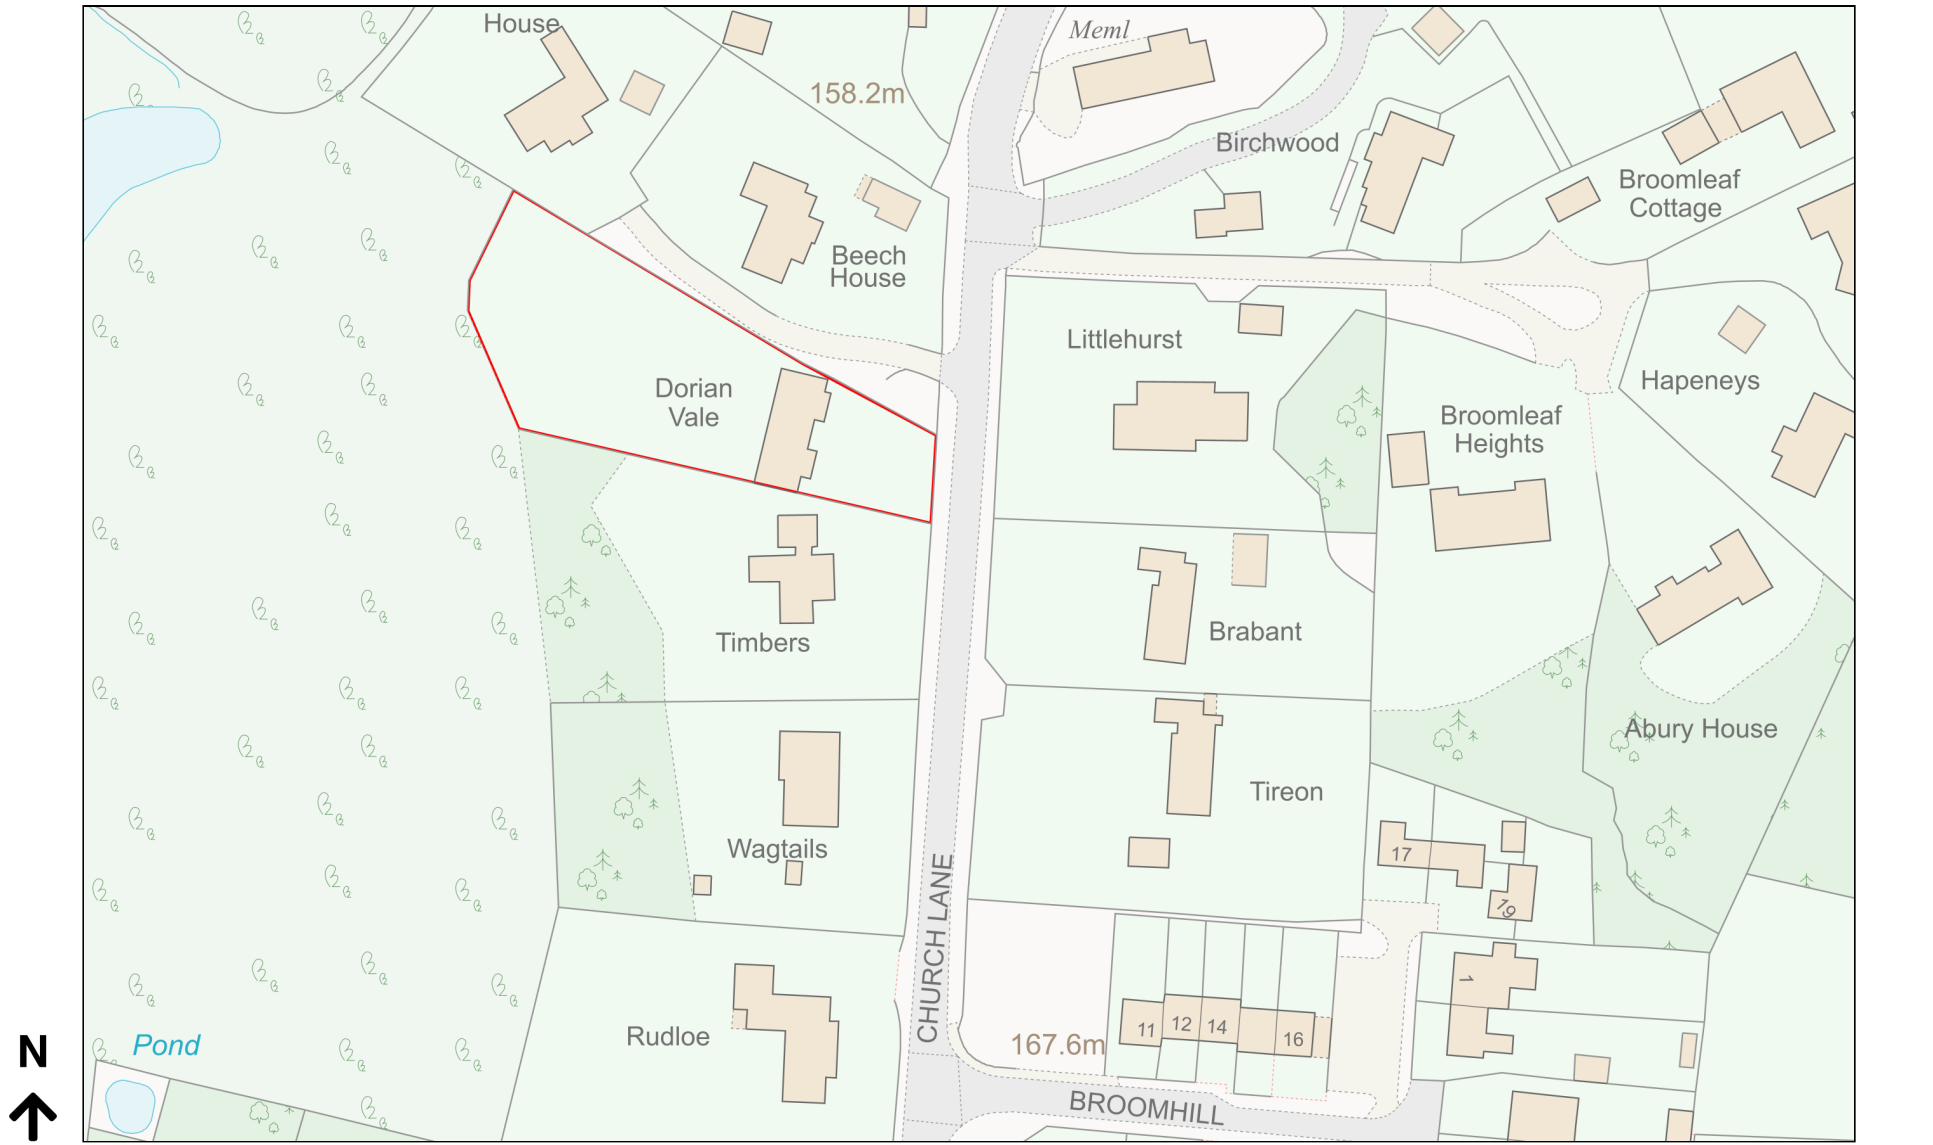 House
Meml
158.2m
Birchwood
Broomleaf
Cottage
Beech
House
Littlehurst
Dorian
Vale
Hapeneys
Broomleaf
Heights
Timbers
Brabant
Abury House
Tireon
Wagtails
17
19
CHURCH LANE
1
Rudloe
11
12
14
16
167.6m
Pond
N
BROOMHILL